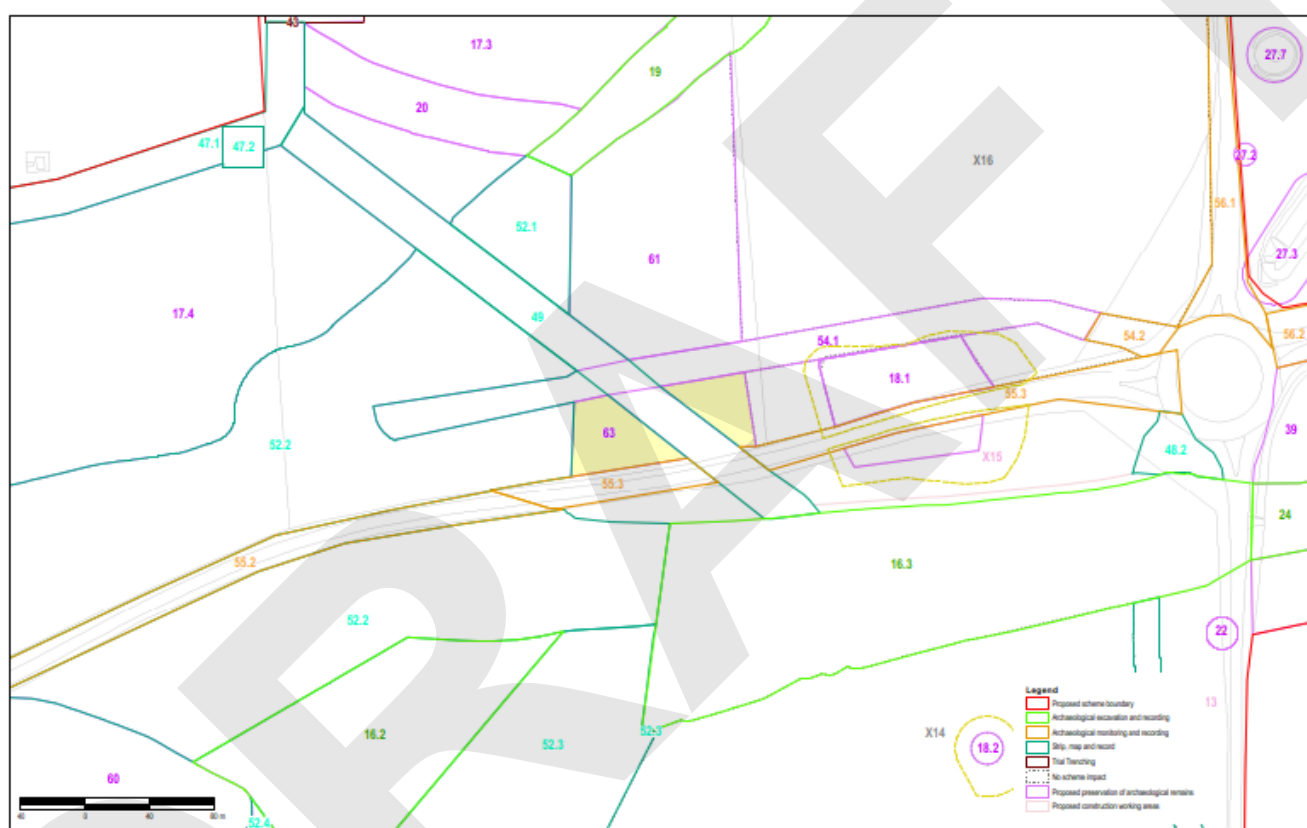 43
17.3
19
20
27.7
47.1
47.2
27.2
X16
56.1
52.1
27.3
61
17.4
49
54.1
54.2
56.2
18.1
55.3
63
39
52.2
X15
48.2
55.3
24
55.2
16.3
52.2
22
Legend
Proposed scheme boundary
Archaeological excavation and recording
Archaeological monitoring and recording
Strip, map and record
Trial Trenching
No scheme impact
Proposed preservation of archaeological remains
Proposed construction working areas
13
52.3
X14
16.2
52.3
18.2
60
40 0 40 80 m
52.4
DRAFT